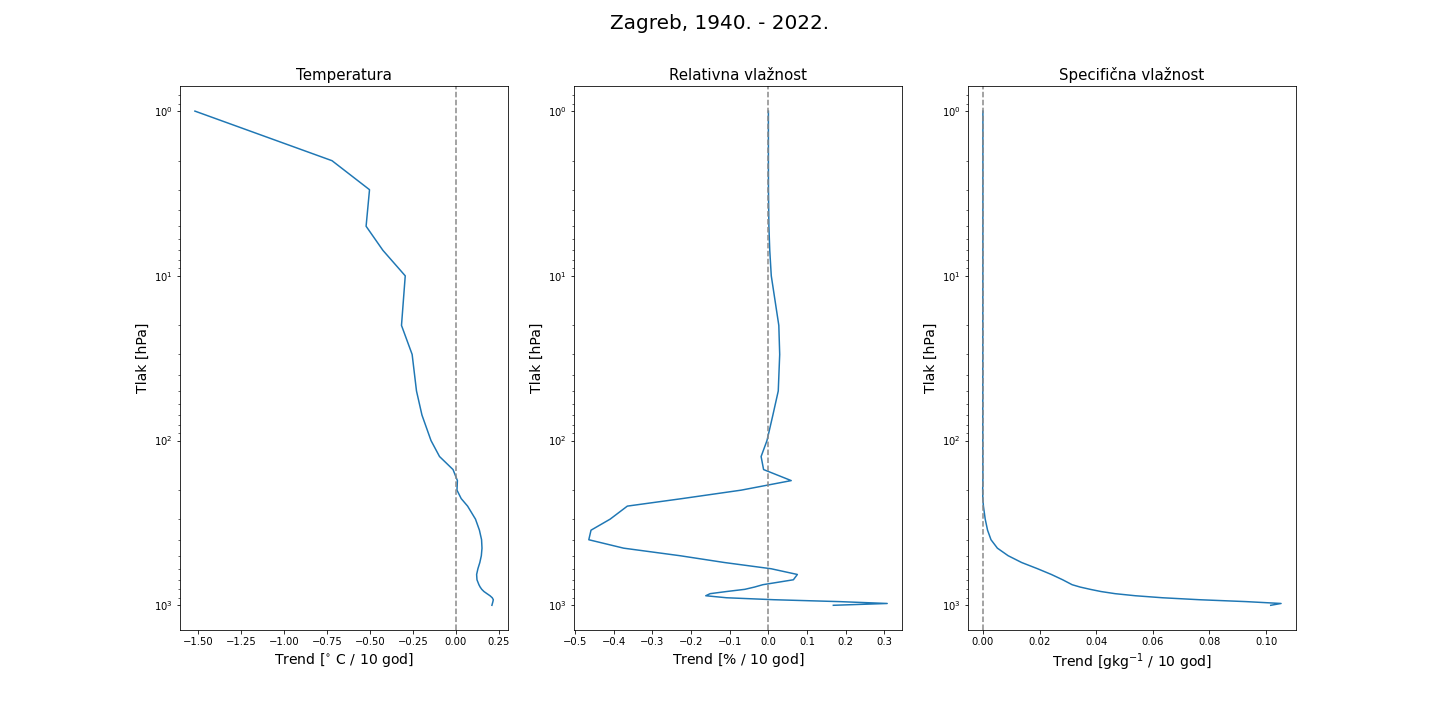 Zagreb, 1940. - 2022.
Temperatura
Relativna vlažnost
Specifična vlažnost
10⁰
10¹
10²
10³
Tlak [hPa]
−1.50 −1.25 −1.00 −0.75 −0.50 −0.25 0.00 0.25
Trend [° C / 10 god]
10⁰
10¹
10²
10³
Tlak [hPa]
−0.5 −0.4 −0.3 −0.2 −0.1 0.0 0.1 0.2 0.3
Trend [% / 10 god]
10⁰
10¹
10²
10³
Tlak [hPa]
0.00 0.02 0.04 0.06 0.08 0.10
Trend [gkg⁻¹ / 10 god]